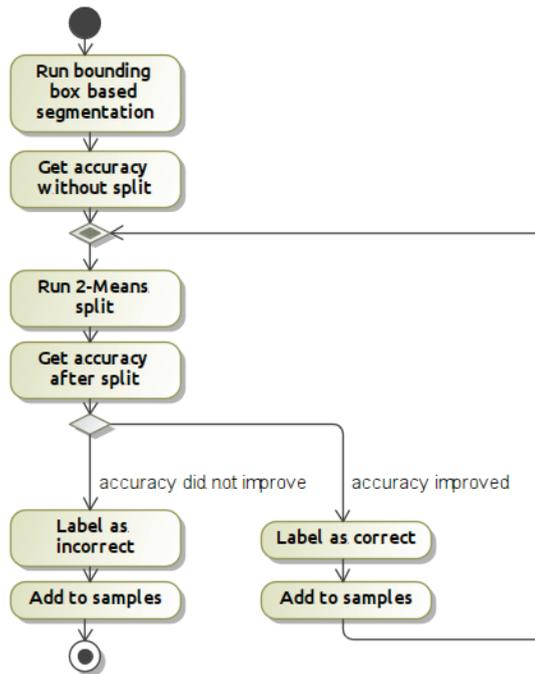 Run bounding
box based
segmentation
Get accuracy
without split
Run 2-Means
split
Get accuracy
after split
accuracy did not improve
accuracy improved
Label as
incorrect
Label as correct
Add to samples
Add to samples